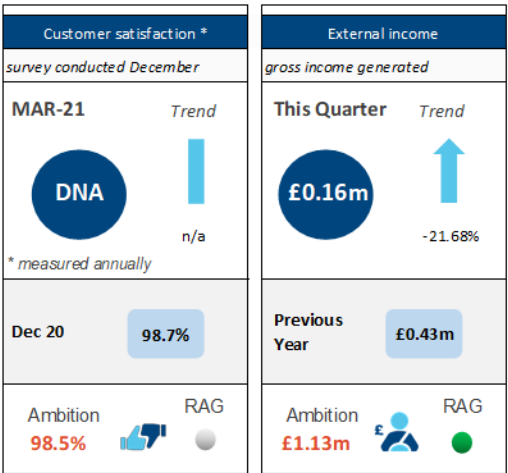 Customer satisfaction *
survey conducted December
MAR-21
Trend
DNA
n/a
* measured annually
Dec 20
98.7%
Ambition
98.5%
RAG
External income
gross income generated
This Quarter
Trend
£0.16m
-21.68%
Previous
Year
£0.43m
Ambition
£1.13m
£
RAG